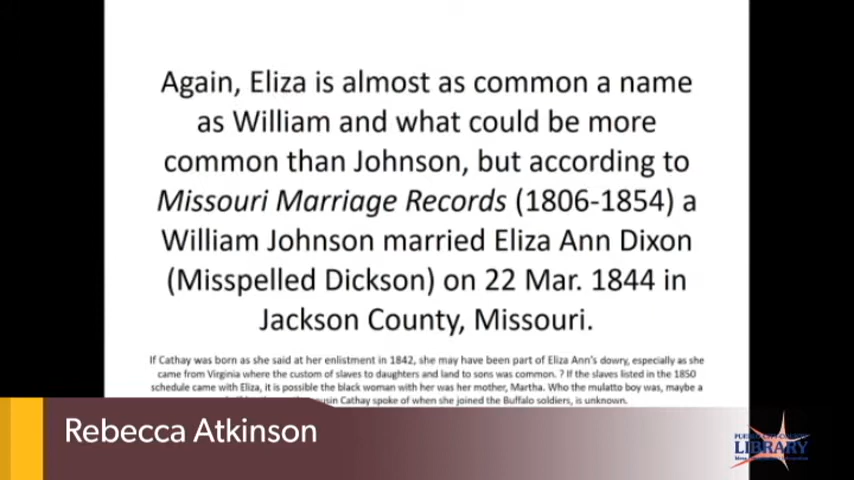 Again, Eliza is almost as common a name
as William and what could be more
common than Johnson, but according to
Missouri Marriage Records (1806-1854) a
William Johnson married Eliza Ann Dixon
(Misspelled Dickson) on 22 Mar. 1844 in
Jackson County, Missouri.
If Cathay was born as she said at her enlistment in 1842, she may have been part of Eliza Ann's dowry, especially as she
came from Virginia where the custom of slaves to daughters and land to sons was common. ? If the slaves listed in the 1850
schedule came with Eliza, it is possible the black woman with her was her mother, Martha. Who the mulatto boy was, maybe a
Cathay spoke of when she joined the Buffalo soldiers, is unknown.
Rebecca Atkinson
LIBRARY